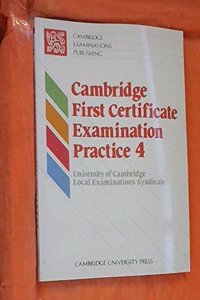 CAMBRIDGE
EXAMINATIONS
PUBLISHING
Cambridge
First Certificate
Examination
Practice 4
University of Cambridge
Local Examinations Syndicate
CAMBRIDGE UNIVERSITY PRESS